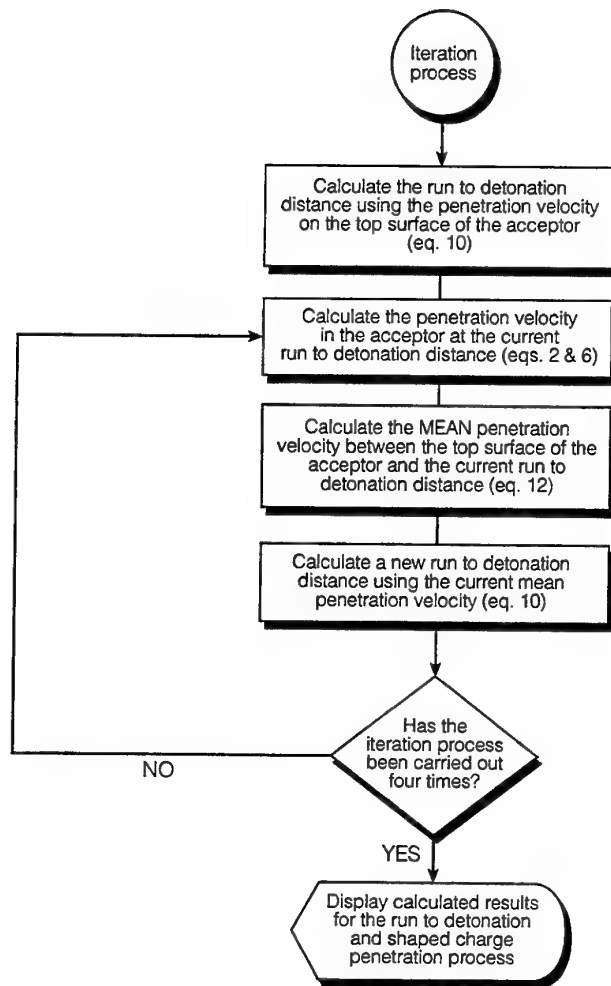 Iteration
process
Calculate the run to detonation
distance using the penetration velocity
on the top surface of the acceptor
(eq. 10)
Calculate the penetration velocity
in the acceptor at the current
run to detonation distance (eqs. 2 & 6)
Calculate the MEAN penetration
velocity between the top surface of the
acceptor and the current run to
detonation distance (eq. 12)
Calculate a new run to detonation
distance using the current mean
penetration velocity (eq. 10)
Has the
iteration process
been carried out
four times?
NO
YES
Display calculated results
for the run to detonation
and shaped charge
penetration process